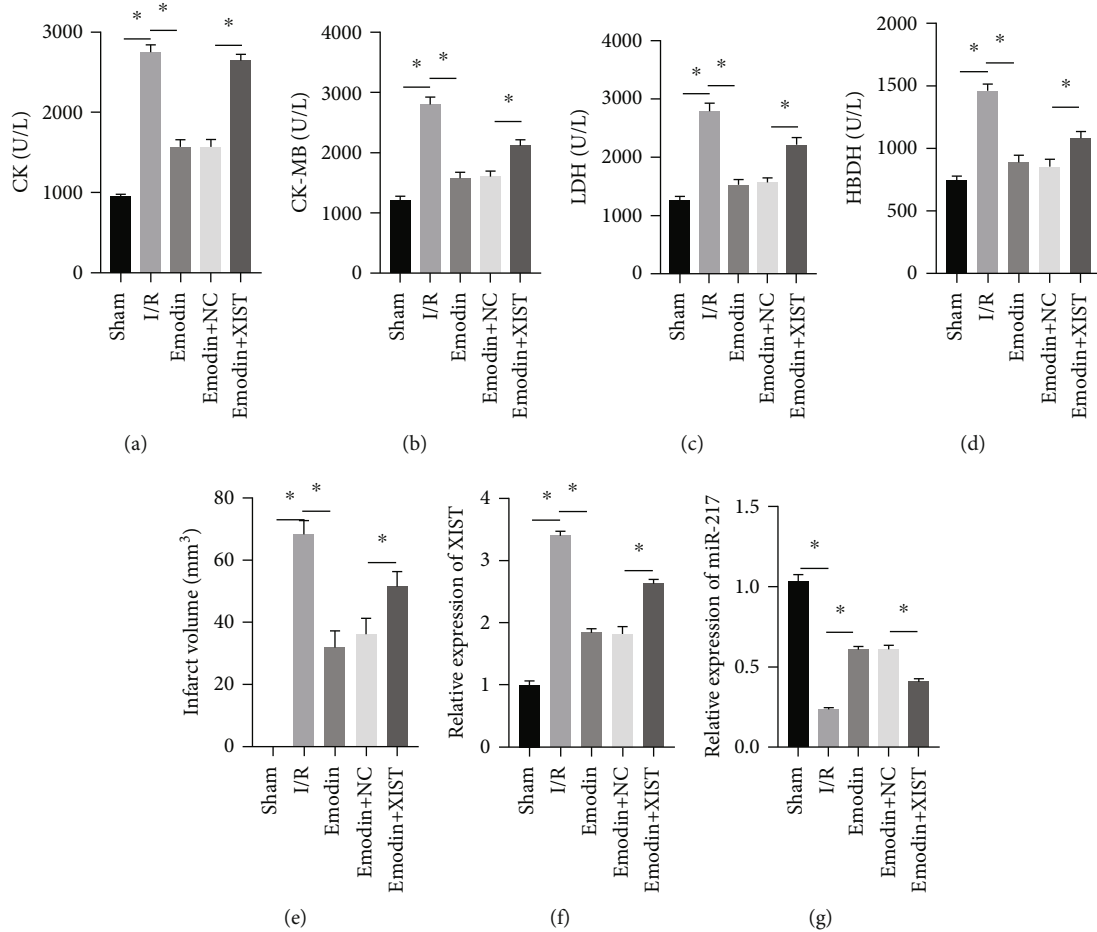 CK (U/L)
3000
2000
1000
0
*
*
*
Sham
I/R
Emodin
Emodin+NC
Emodin+XIST
(a)
CK-MB (U/L)
4000
3000
2000
1000
0
*
*
*
Sham
I/R
Emodin
Emodin+NC
Emodin+XIST
(b)
LDH (U/L)
4000
3000
2000
1000
0
*
*
*
Sham
I/R
Emodin
Emodin+NC
Emodin+XIST
(c)
HBDH (U/L)
2000
1500
1000
500
0
*
*
*
Sham
I/R
Emodin
Emodin+NC
Emodin+XIST
(d)
Infarct volume (mm³)
80
60
40
20
0
*
*
*
Sham
I/R
Emodin
Emodin+NC
Emodin+XIST
(e)
Relative expression of XIST
4
3
2
1
0
*
*
*
Sham
I/R
Emodin
Emodin+NC
Emodin+XIST
(f)
Relative expression of miR-217
1.5
1.0
0.5
0.0
*
*
*
Sham
I/R
Emodin
Emodin+NC
Emodin+XIST
(g)